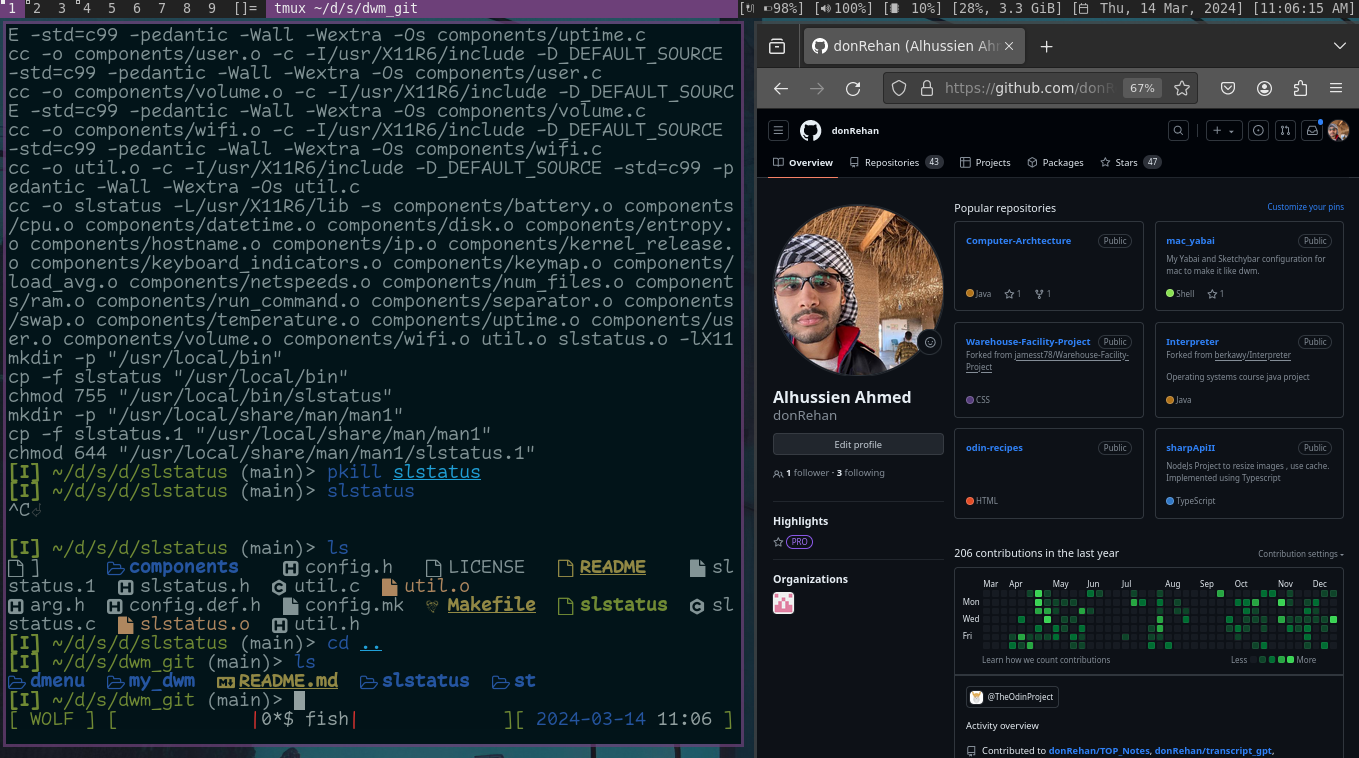 1 2 3 4 5 6 7 8 9 []= tmux ~/d/s/dwm_git
98%] [100%] [10%] [28%, 3.3 GiB] [Thu, 14 Mar, 2024] [11:06:15 AM]
E -std=c99 -pedantic -Wall -Wextra -Os components/uptime.c
cc -o components/user.o -c -I/usr/X11R6/include -D_DEFAULT_SOURCE
-std=c99 -pedantic -Wall -Wextra -Os components/user.c
cc -o components/volume.o -c -I/usr/X11R6/include -D_DEFAULT_SOURC
E -std=c99 -pedantic -Wall -Wextra -Os components/volume.c
cc -o components/wifi.o -c -I/usr/X11R6/include -D_DEFAULT_SOURCE
-std=c99 -pedantic -Wall -Wextra -Os components/wifi.c
cc -o util.o -c -I/usr/X11R6/include -D_DEFAULT_SOURCE -std=c99 -p
edantic -Wall -Wextra -Os util.c
cc -o slstatus -L/usr/X11R6/lib -s components/battery.o components
/cpu.o components/datetime.o components/disk.o components/entropy.
o components/hostname.o components/ip.o components/kernel_release.
o components/keyboard_indicators.o components/keymap.o components/
load_avg.o components/netspeeds.o components/num_files.o component
s/ram.o components/run_command.o components/separator.o components
/swap.o components/temperature.o components/uptime.o components/us
er.o components/volume.o components/wifi.o util.o slstatus.o -lX11
mkdir -p "/usr/local/bin"
cp -f slstatus "/usr/local/bin"
chmod 755 "/usr/local/bin/slstatus"
mkdir -p "/usr/local/share/man/man1"
cp -f slstatus.1 "/usr/local/share/man/man1"
chmod 644 "/usr/local/share/man/man1/slstatus.1"
[I] ~/d/s/d/slstatus (main)> pkill slstatus
[I] ~/d/s/d/slstatus (main)> slstatus
^C⏎
[I] ~/d/s/d/slstatus (main)> ls
] components config.h LICENSE README sl
status.1 slstatus.h util.c util.o
arg.h config.def.h config.mk Makefile slstatus sl
status.c slstatus.o util.h
[I] ~/d/s/d/slstatus (main)> cd ..
[I] ~/d/s/dwm_git (main)> ls
dmenu my_dwm README.md slstatus st
[I] ~/d/s/dwm_git (main)>
[ WOLF ] [ |0*$ fish| ][ 2024-03-14 11:06 ]
donRehan (Alhussien Ah
https://github.com/donR 67%
donRehan
Overview Repositories 43 Projects Packages Stars 47
Alhussien Ahmed
donRehan
Edit profile
1 follower · 3 following
Highlights
PRO
Organizations
Popular repositories Customize your pins
Computer-Archtecture Public
Java 1 1
mac_yabai Public
My Yabai and Sketchybar configuration for
mac to make it like dwm.
Shell 1
Warehouse-Facility-Project Public
Forked from jamesst78/Warehouse-Facility-
Project
CSS
Interpreter Public
Forked from berkawy/Interpreter
Operating systems course java project
Java
odin-recipes Public
HTML
sharpApiII Public
NodeJs Project to resize images , use cache.
Implemented using Typescript
TypeScript
206 contributions in the last year Contribution settings
Mar Apr May Jun Jul Aug Sep Oct Nov Dec
Mon
Wed
Fri
Learn how we count contributions Less More
@TheOdinProject
Activity overview
Contributed to donRehan/TOP_Notes, donRehan/transcript_gpt,